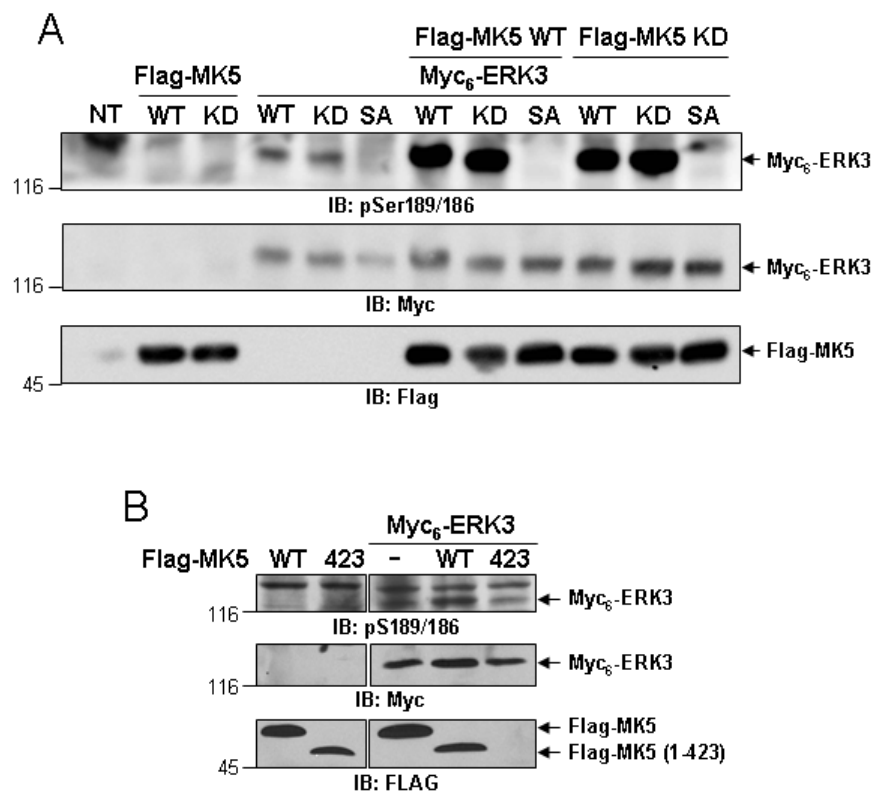 A
Flag-MK5 WT Flag-MK5 KD
Flag-MK5 Myc6-ERK3
NT WT KD WT KD SA WT KD SA WT KD SA
Myc6-ERK3
116
IB: pSer189/186
Myc6-ERK3
116
IB: Myc
Flag-MK5
45
IB: Flag
B
Myc6-ERK3
Flag-MK5 WT 423 – WT 423
Myc6-ERK3
116
IB: pS189/186
Myc6-ERK3
116
IB: Myc
Flag-MK5
Flag-MK5 (1-423)
45
IB: FLAG